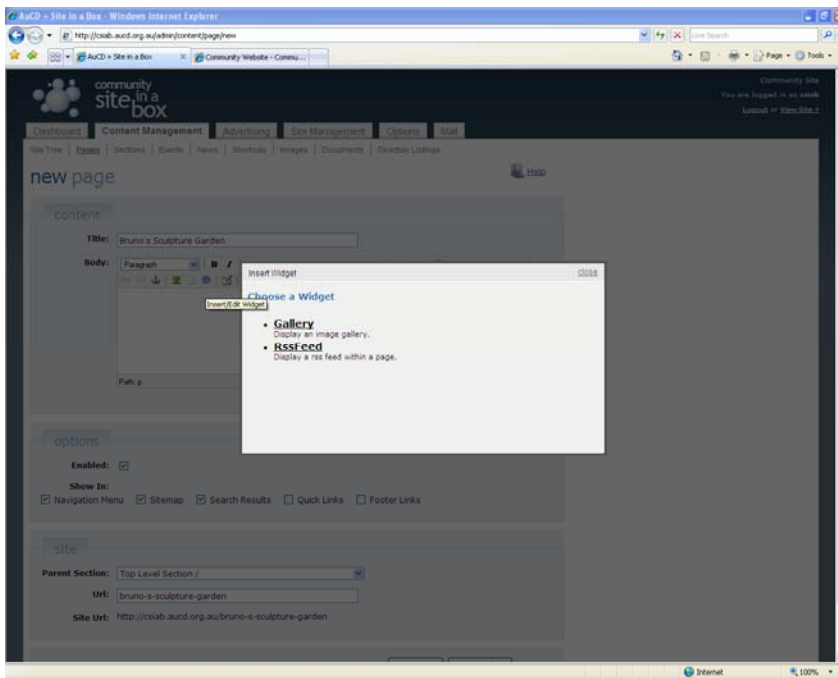 AuCD + Site in a Box - Windows Internet Explorer
http://csiab.aucd.org.au/admin/content/page/new
Live Search
AuCD + Site in a Box
Community Website - Commu...
Page
Tools
Community Site
You are logged in as csiab
Logout or View Site
community
site in a
box
Dashboard Content Management Advertising Site Management Options Mail
Site Tree | Pages | Sections | Events | News | Shortcuts | Images | Documents | Directory Listings
new page
Help
content
Title: Bruno's Sculpture Garden
Body: Paragraph B I
Insert/Edit Widget
Path: p
Insert Widget
close
Choose a Widget
• Gallery
Display an image gallery.
• RssFeed
Display a rss feed within a page.
options
Enabled:
Show In:
Navigation Menu Sitemap Search Results Quick Links Footer Links
site
Parent Section: Top Level Section /
Url: bruno-s-sculpture-garden
Site Url: http://csiab.aucd.org.au/bruno-s-sculpture-garden
Internet
100%